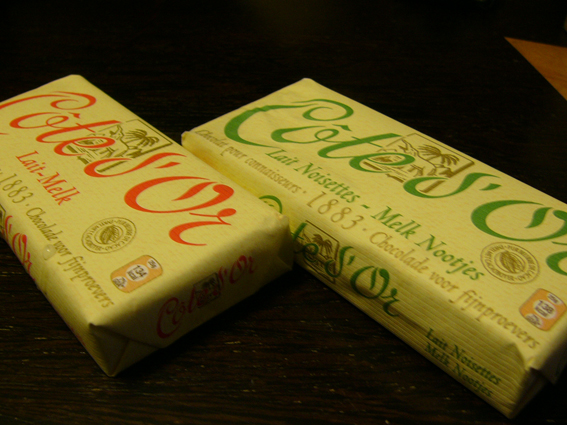 Côte d'Or
Lait-Melk
1883 · Chocolade voor fijnproevers
Côte d'Or
Côte d'Or
Lait Noisettes - Melk Nootjes
Chocolat pour connaisseurs · 1883 · Chocolade voor fijnproevers
Côte d'Or
Lait Noisettes
Melk Nootjes